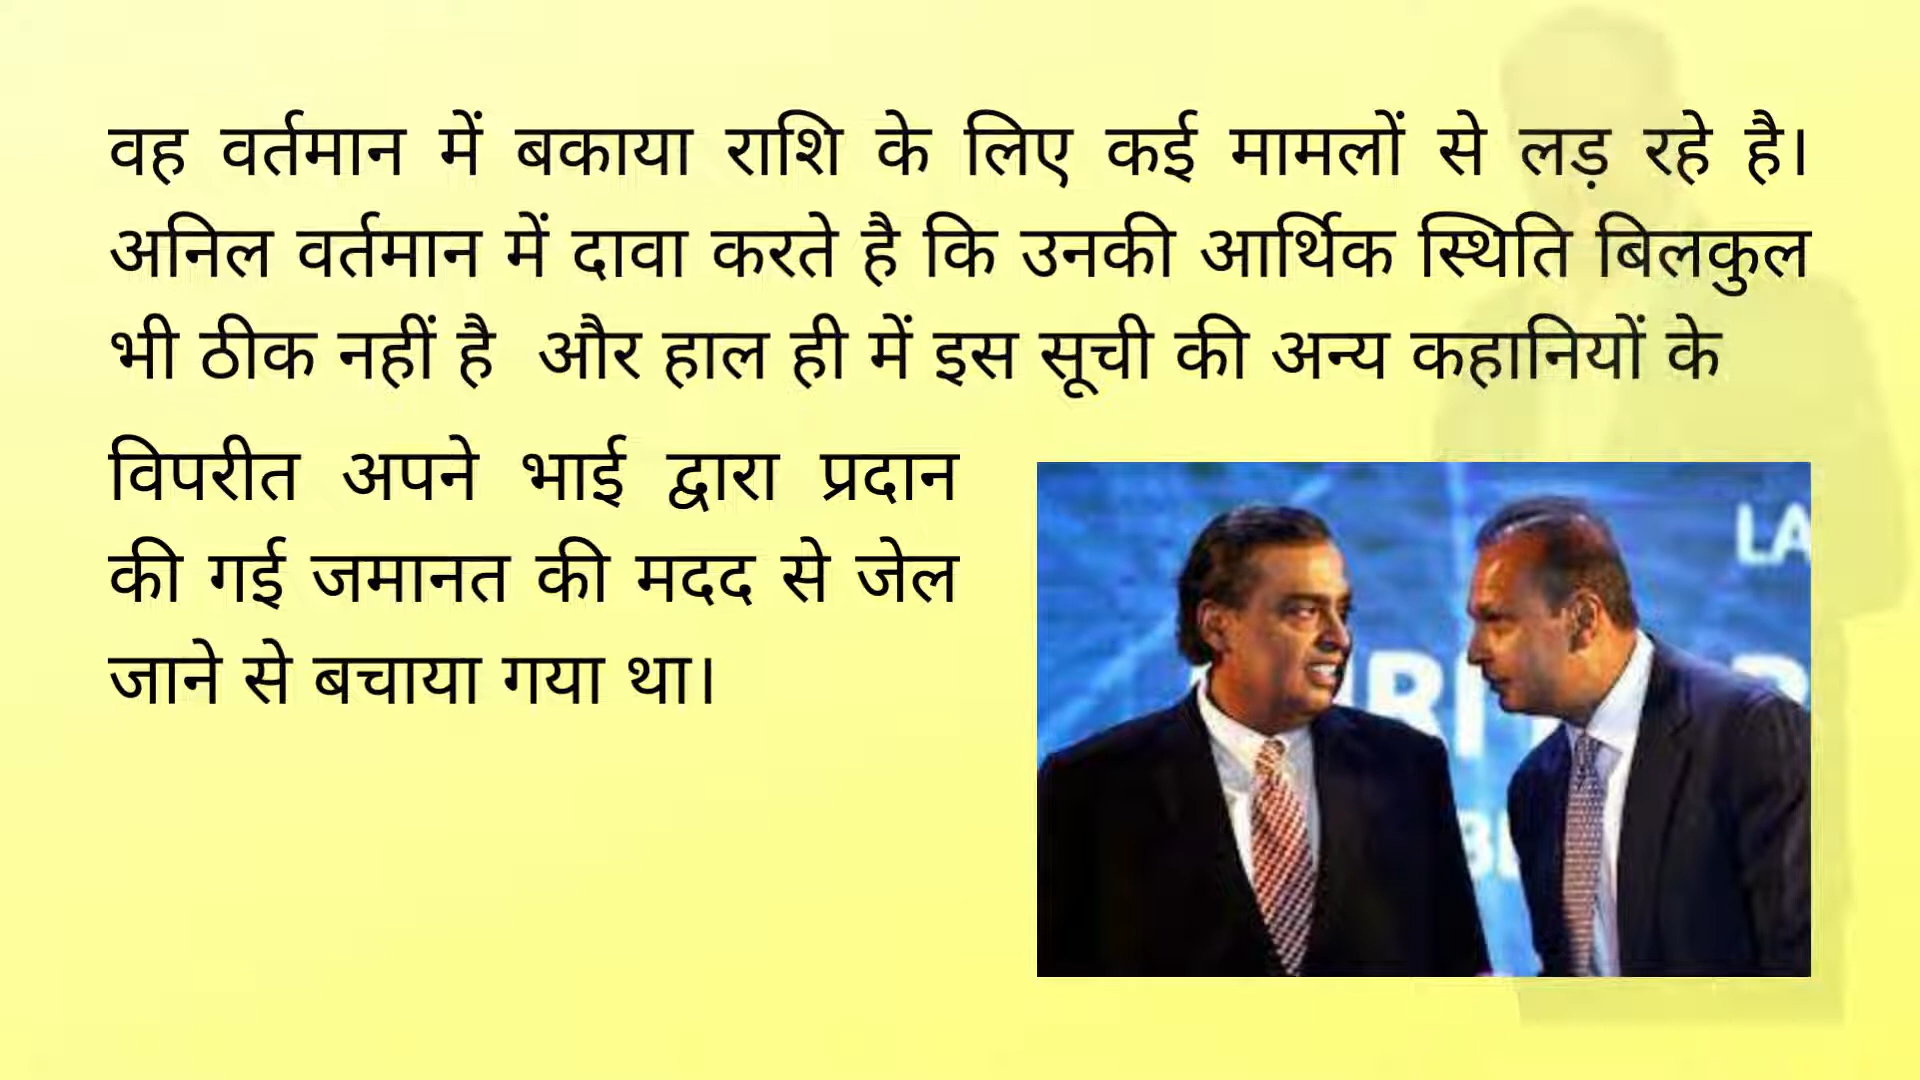 वह वर्तमान में बकाया राशि के लिए कई मामलों से लड़ रहे है।
अनिल वर्तमान में दावा करते है कि उनकी आर्थिक स्थिति बिलकुल
भी ठीक नहीं है और हाल ही में इस सूची की अन्य कहानियों के
विपरीत अपने भाई द्वारा प्रदान
की गई जमानत की मदद से जेल
जाने से बचाया गया था।
LA